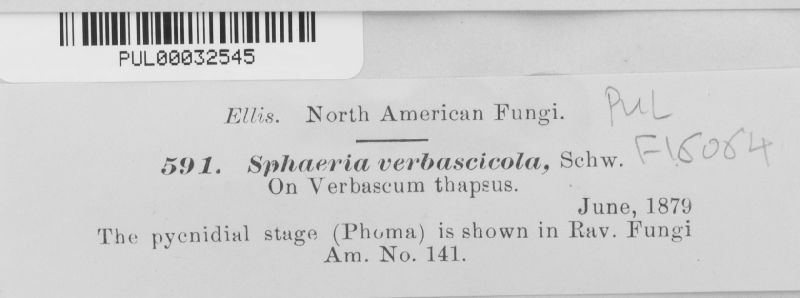 PUL00032545
Ellis. North American Fungi.
PUL
F16064
591. Sphaeria verbascicola, Schw.
On Verbascum thapsus.
June, 1879
The pycnidial stage (Phoma) is shown in Rav. Fungi
Am. No. 141.